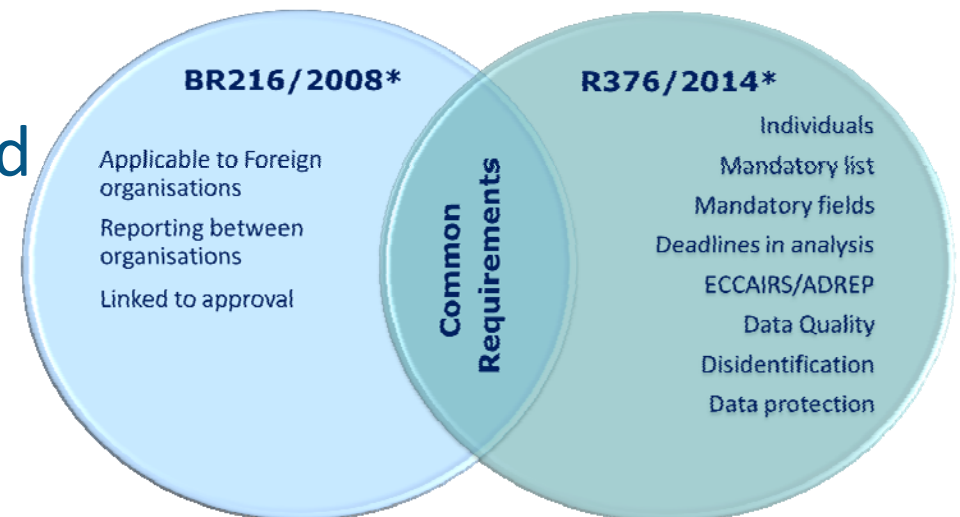 d
BR216/2008*
Applicable to Foreign
organisations
Reporting between
organisations
Linked to approval
Common
Requirements
R376/2014*
Individuals
Mandatory list
Mandatory fields
Deadlines in analysis
ECCAIRS/ADREP
Data Quality
Disidentification
Data protection